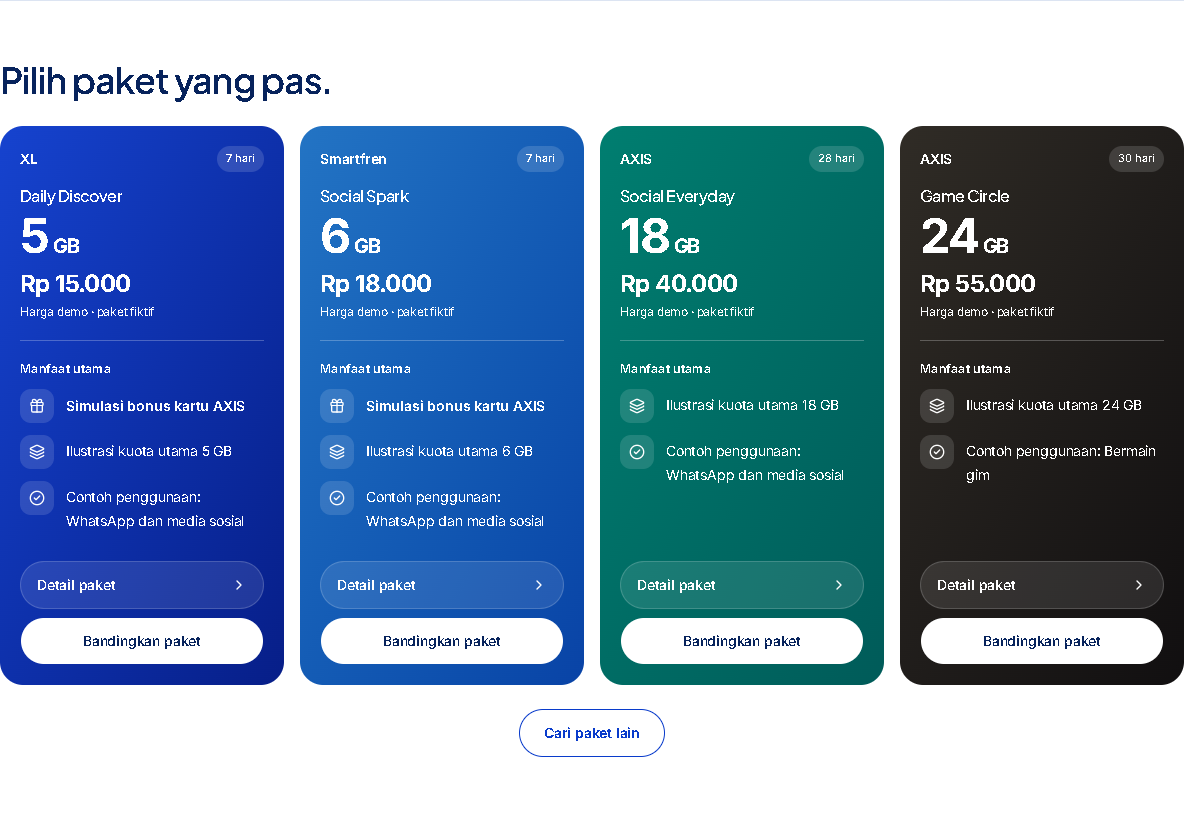 Pilih paket yang pas.
XL
7 hari
Daily Discover
5 GB
Rp 15.000
Harga demo · paket fiktif
Manfaat utama
Simulasi bonus kartu AXIS
Ilustrasi kuota utama 5 GB
Contoh penggunaan:
WhatsApp dan media sosial
Detail paket
Bandingkan paket
Smartfren
7 hari
Social Spark
6 GB
Rp 18.000
Harga demo · paket fiktif
Manfaat utama
Simulasi bonus kartu AXIS
Ilustrasi kuota utama 6 GB
Contoh penggunaan:
WhatsApp dan media sosial
Detail paket
Bandingkan paket
AXIS
28 hari
Social Everyday
18 GB
Rp 40.000
Harga demo · paket fiktif
Manfaat utama
Ilustrasi kuota utama 18 GB
Contoh penggunaan:
WhatsApp dan media sosial
Detail paket
Bandingkan paket
AXIS
30 hari
Game Circle
24 GB
Rp 55.000
Harga demo · paket fiktif
Manfaat utama
Ilustrasi kuota utama 24 GB
Contoh penggunaan: Bermain
gim
Detail paket
Bandingkan paket
Cari paket lain